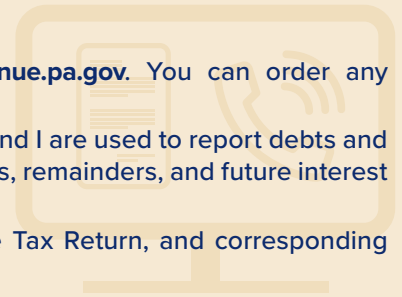 nue.pa.gov. You can order any
nd I are used to report debts and
s, remainders, and future interest
Tax Return, and corresponding